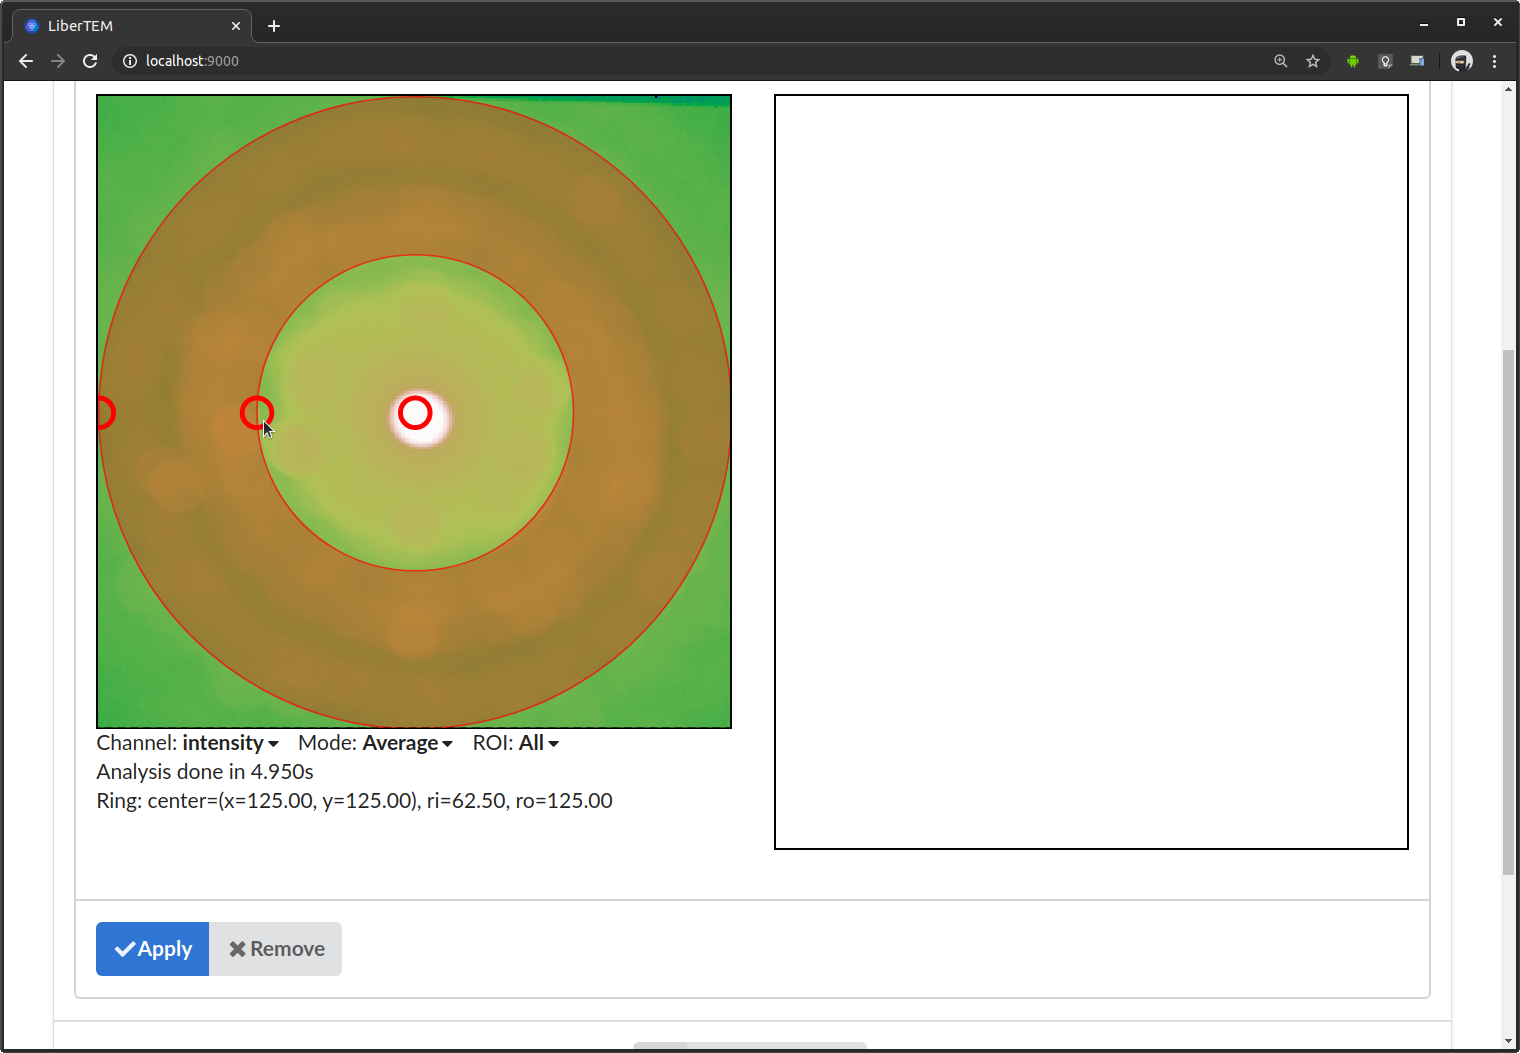 LiberTEM
localhost:9000
Channel: intensity Mode: Average ROI: All
Analysis done in 4.950s
Ring: center=(x=125.00, y=125.00), ri=62.50, ro=125.00
Apply Remove